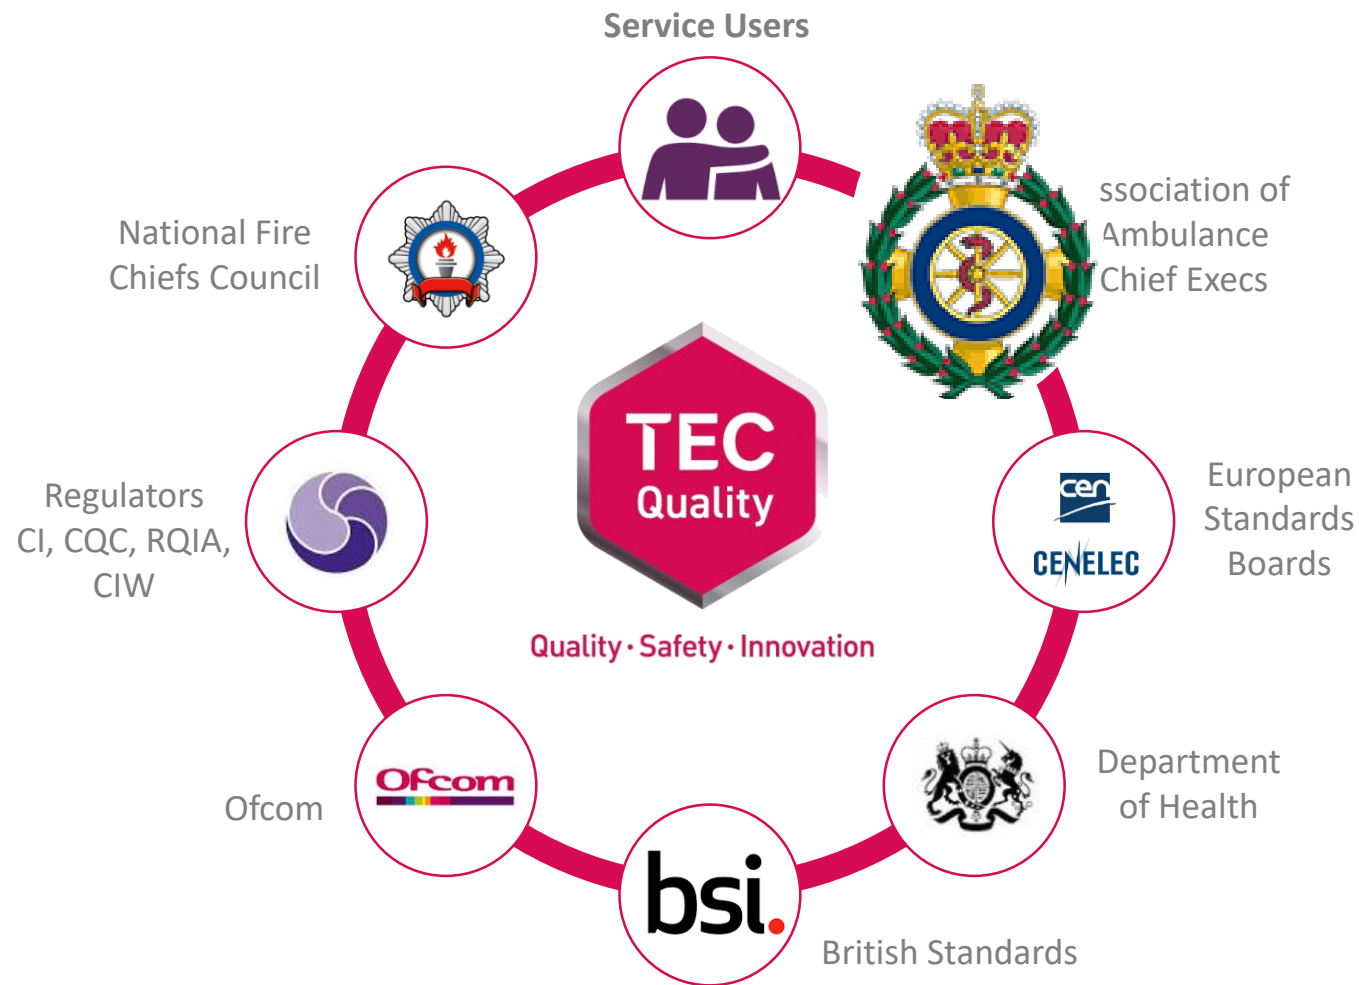 Service Users
ssociation of
Ambulance
Chief Execs
National Fire
Chiefs Council
TEC
Quality
Quality · Safety · Innovation
European
Standards
Boards
cen
CENELEC
Regulators
CI, CQC, RQIA,
CIW
Department
of Health
Ofcom
Ofcom
bsi.
British Standards